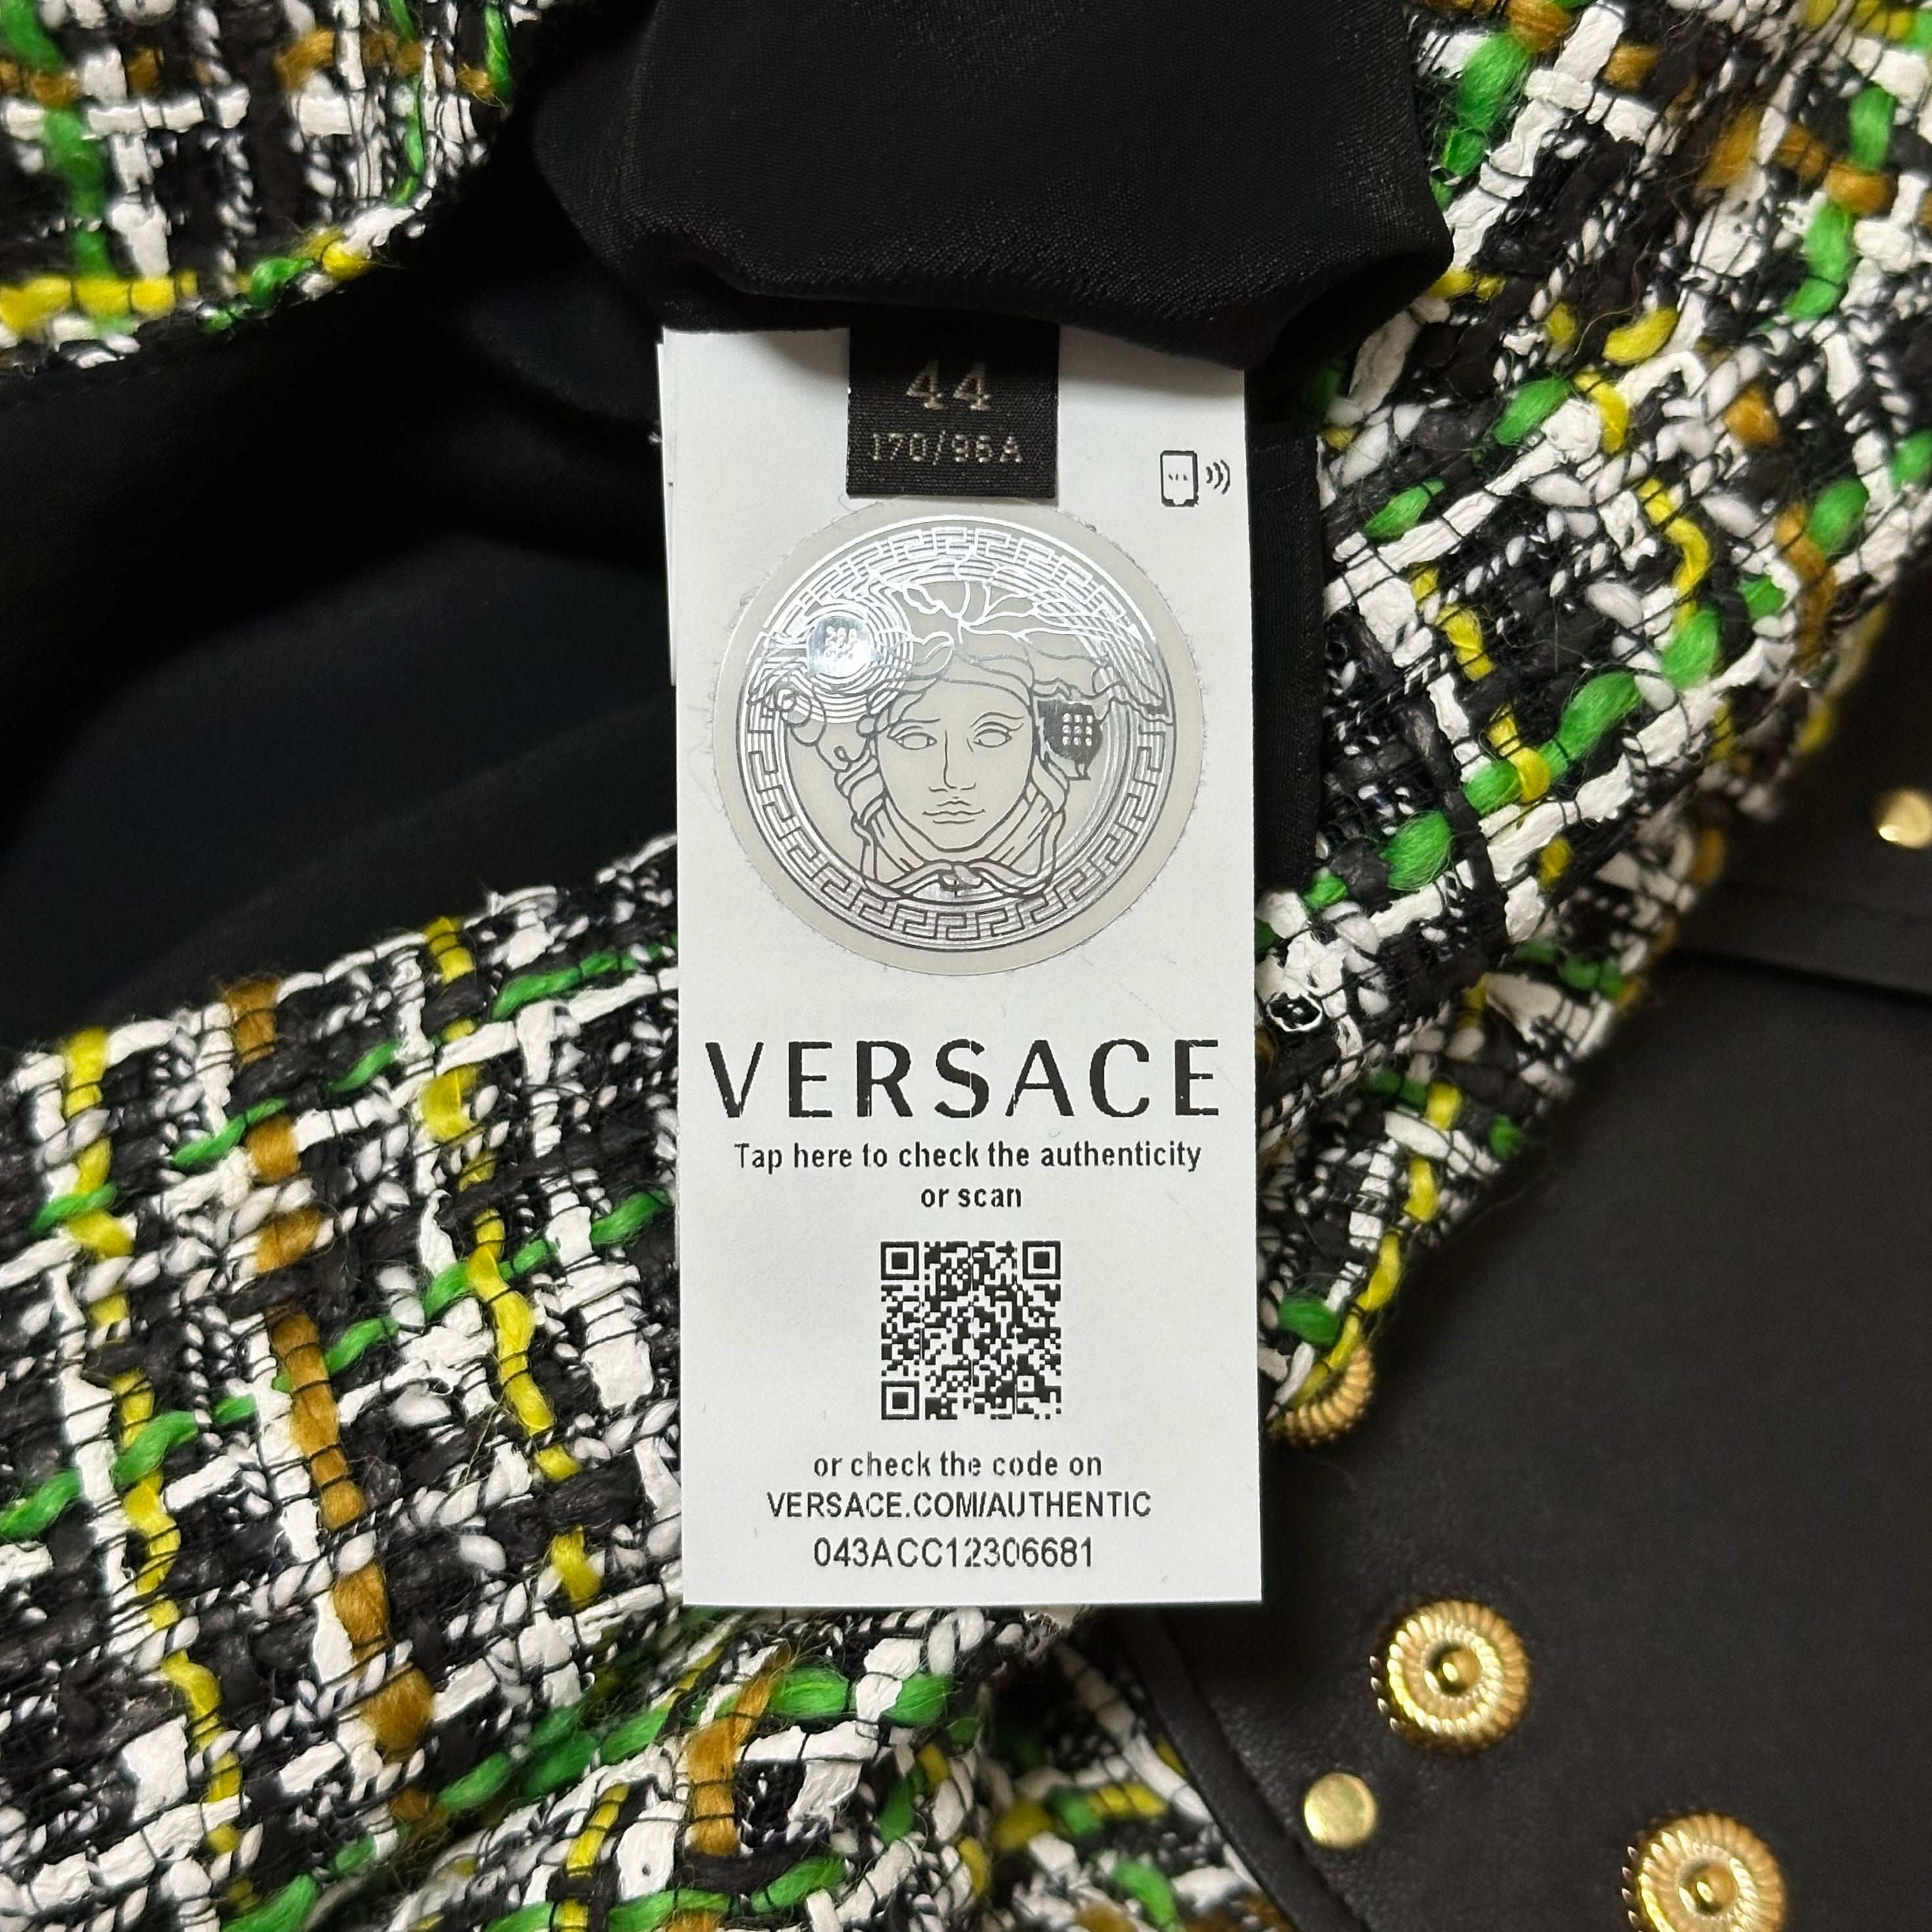 44
170/96A
VERSACE
Tap here to check the authenticity
or scan
or check the code on
VERSACE.COM/AUTHENTIC
043ACC12306681